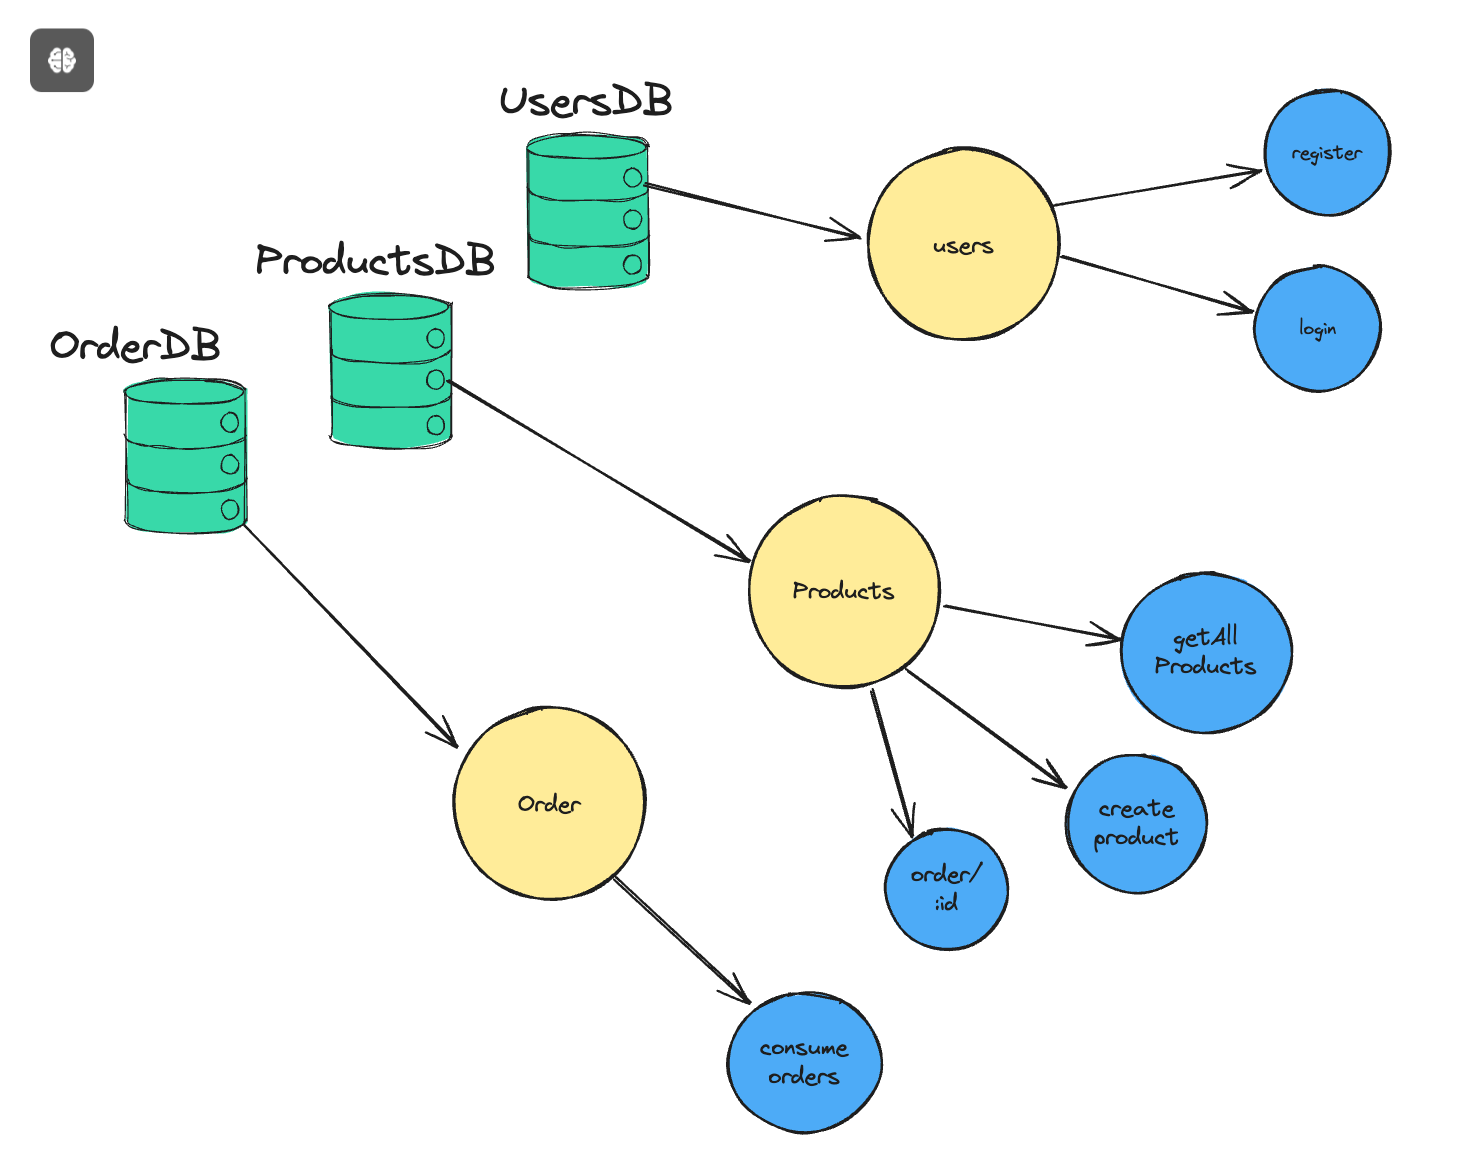 UsersDB
register
users
ProductsDB
login
OrderDB
Products
getAll
Products
Order
create
product
order/
:id
consume
orders